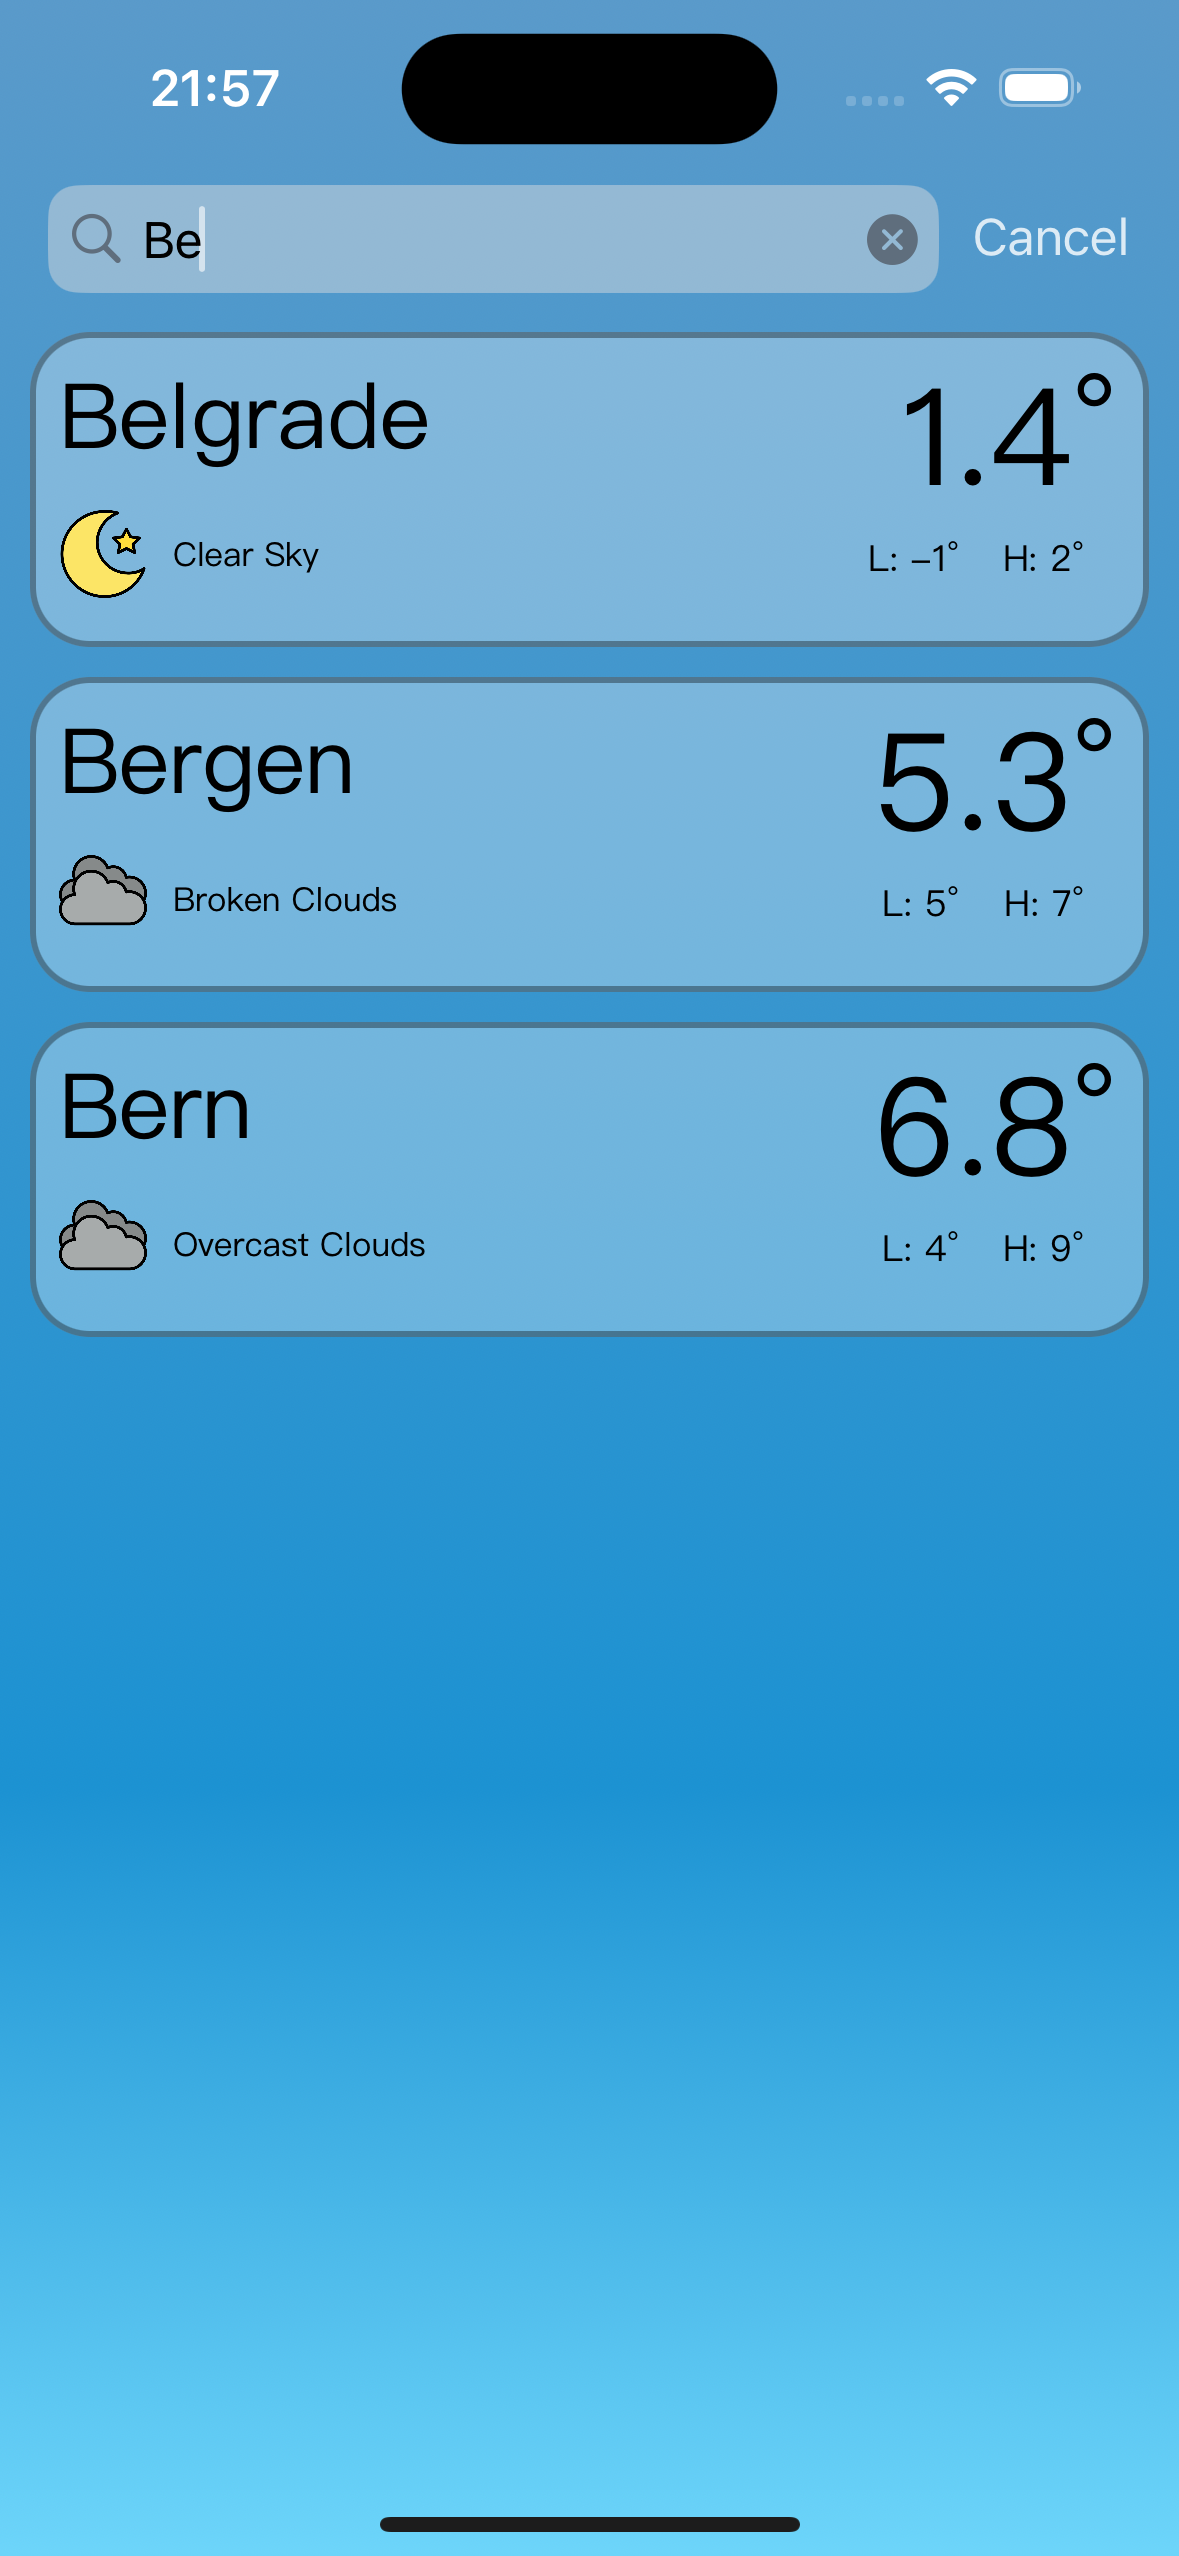 21:57
Be
Cancel
Belgrade
1.4°
Clear Sky
L: –1° H: 2°
Bergen
5.3°
Broken Clouds
L: 5° H: 7°
Bern
6.8°
Overcast Clouds
L: 4° H: 9°